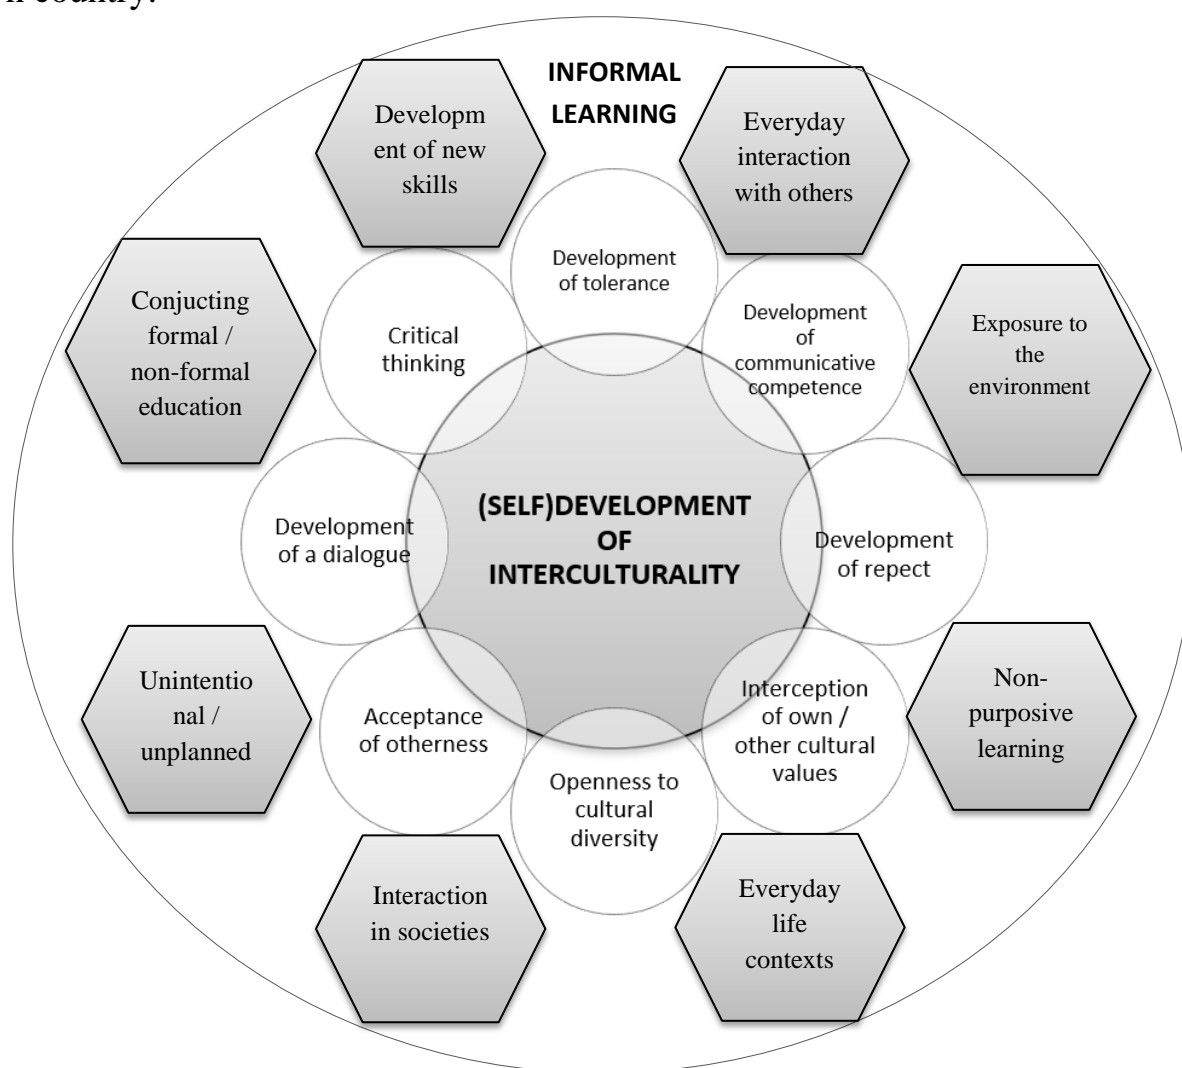 n country.
INFORMAL
LEARNING
Developm
ent of new
skills
Everyday
interaction
with others
Development
of tolerance
Conjucting
formal /
non-formal
education
Critical
thinking
Development
of
communicative
competence
Exposure to
the
environment
(SELF)DEVELOPMENT
OF
INTERCULTURALITY
Development
of a dialogue
Development
of repect
Unintentio
nal /
unplanned
Acceptance
of otherness
Interception
of own /
other cultural
values
Non-
purposive
learning
Openness to
cultural
diversity
Interaction
in societies
Everyday
life
contexts